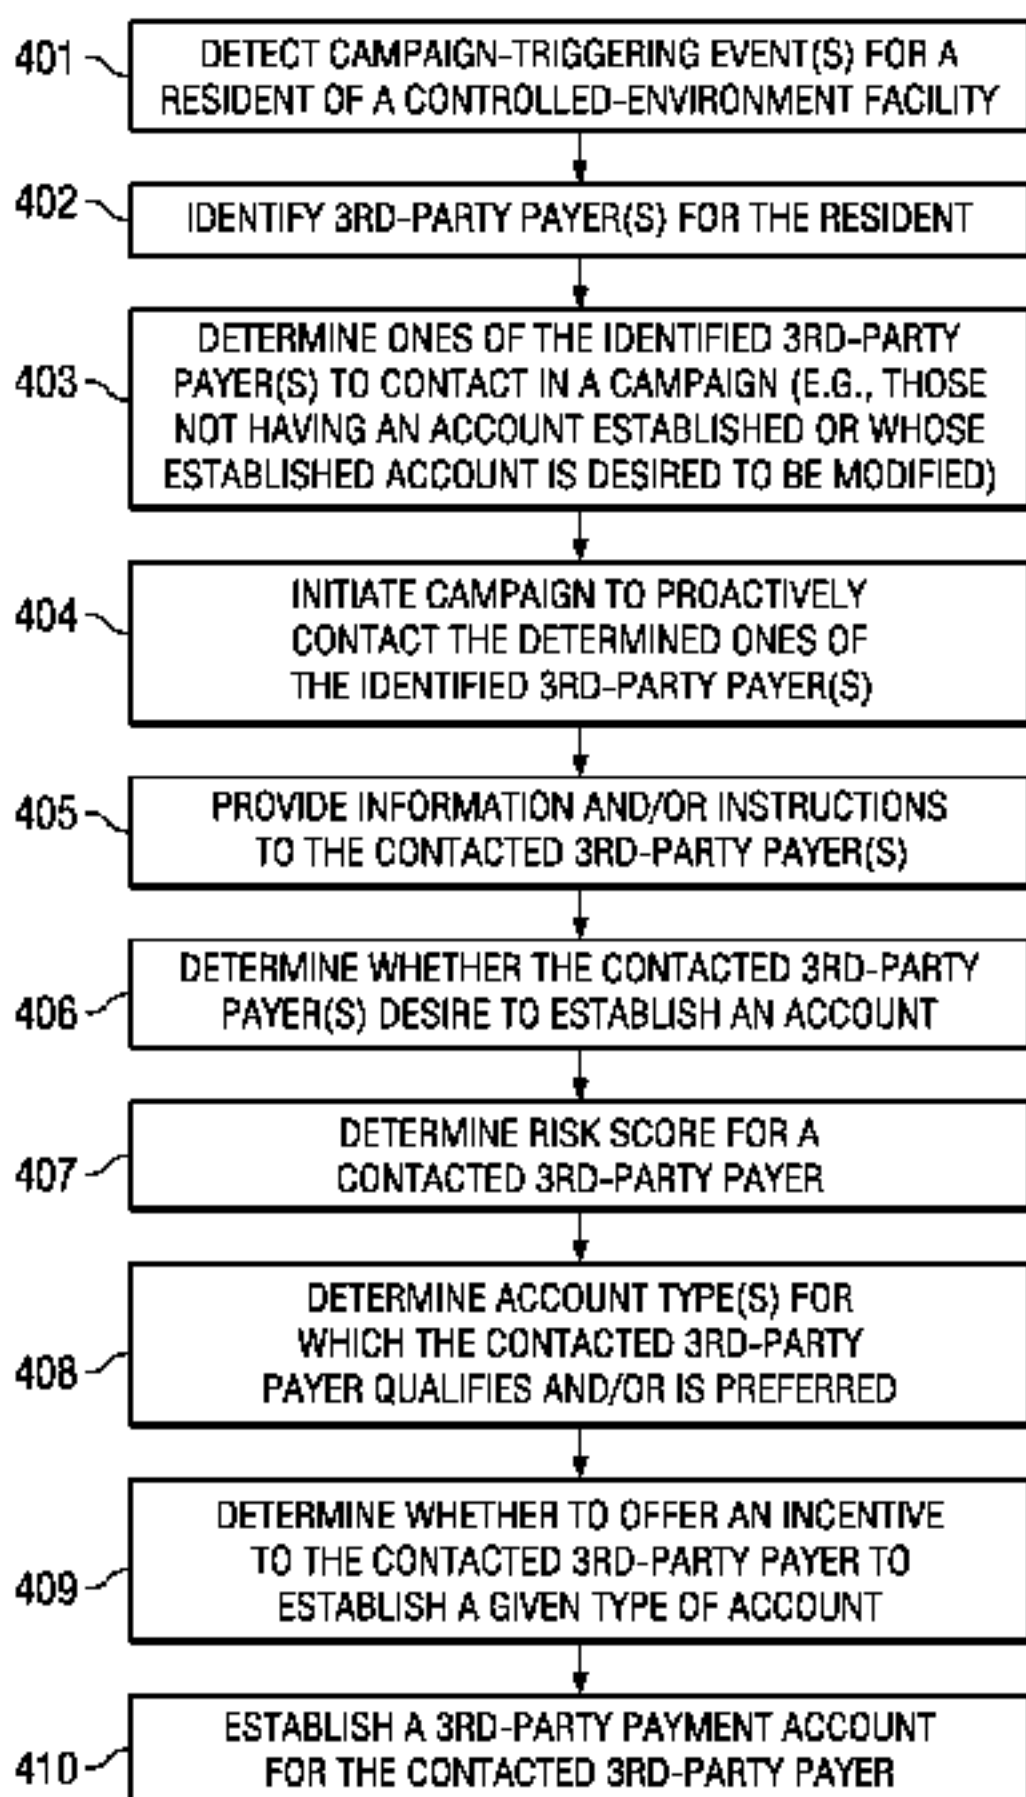 401
DETECT CAMPAIGN-TRIGGERING EVENT(S) FOR A
RESIDENT OF A CONTROLLED-ENVIRONMENT FACILITY
402
IDENTIFY 3RD-PARTY PAYER(S) FOR THE RESIDENT
403
DETERMINE ONES OF THE IDENTIFIED 3RD-PARTY
PAYER(S) TO CONTACT IN A CAMPAIGN (E.G., THOSE
NOT HAVING AN ACCOUNT ESTABLISHED OR WHOSE
ESTABLISHED ACCOUNT IS DESIRED TO BE MODIFIED)
404
INITIATE CAMPAIGN TO PROACTIVELY
CONTACT THE DETERMINED ONES OF
THE IDENTIFIED 3RD-PARTY PAYER(S)
405
PROVIDE INFORMATION AND/OR INSTRUCTIONS
TO THE CONTACTED 3RD-PARTY PAYER(S)
406
DETERMINE WHETHER THE CONTACTED 3RD-PARTY
PAYER(S) DESIRE TO ESTABLISH AN ACCOUNT
407
DETERMINE RISK SCORE FOR A
CONTACTED 3RD-PARTY PAYER
408
DETERMINE ACCOUNT TYPE(S) FOR
WHICH THE CONTACTED 3RD-PARTY
PAYER QUALIFIES AND/OR IS PREFERRED
409
DETERMINE WHETHER TO OFFER AN INCENTIVE
TO THE CONTACTED 3RD-PARTY PAYER TO
ESTABLISH A GIVEN TYPE OF ACCOUNT
410
ESTABLISH A 3RD-PARTY PAYMENT ACCOUNT
FOR THE CONTACTED 3RD-PARTY PAYER